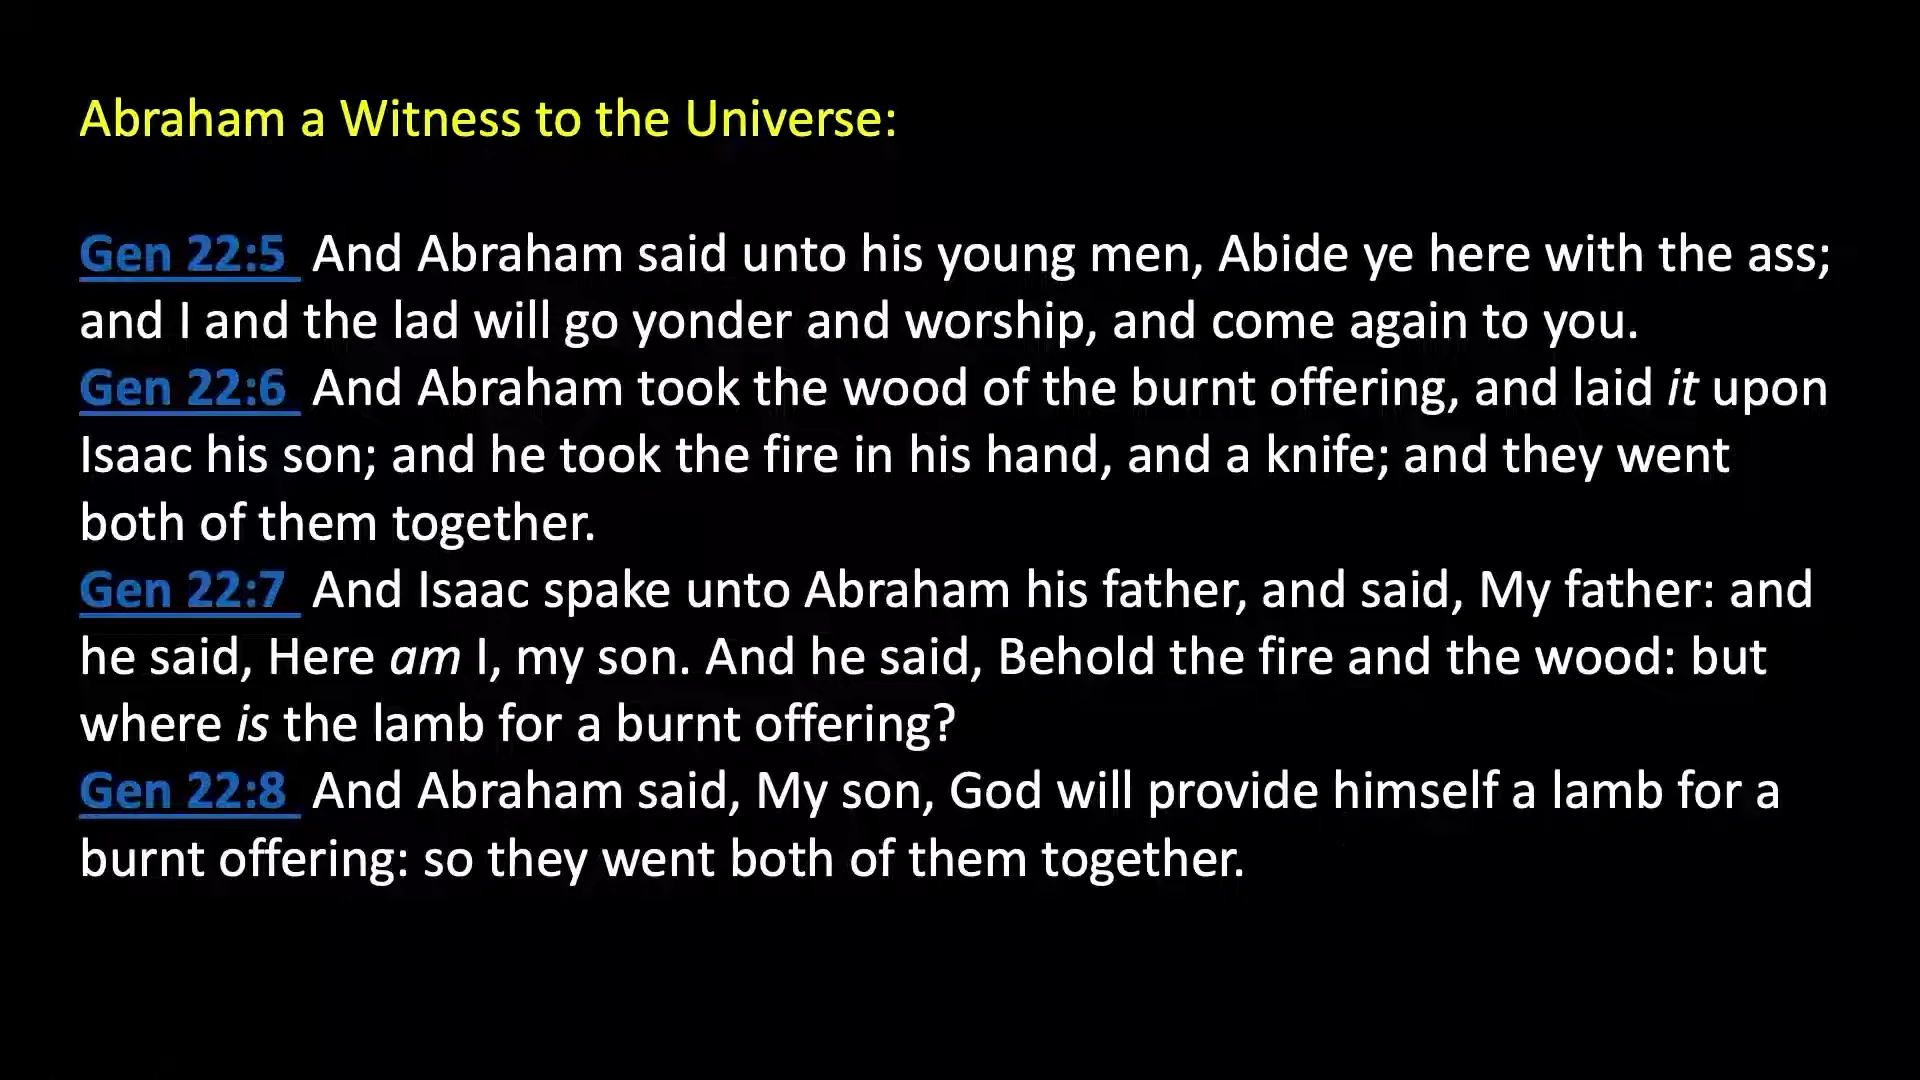 Abraham a Witness to the Universe:
Gen 22:5 And Abraham said unto his young men, Abide ye here with the ass;
and I and the lad will go yonder and worship, and come again to you.
Gen 22:6 And Abraham took the wood of the burnt offering, and laid it upon
Isaac his son; and he took the fire in his hand, and a knife; and they went
both of them together.
Gen 22:7 And Isaac spake unto Abraham his father, and said, My father: and
he said, Here am I, my son. And he said, Behold the fire and the wood: but
where is the lamb for a burnt offering?
Gen 22:8 And Abraham said, My son, God will provide himself a lamb for a
burnt offering: so they went both of them together.